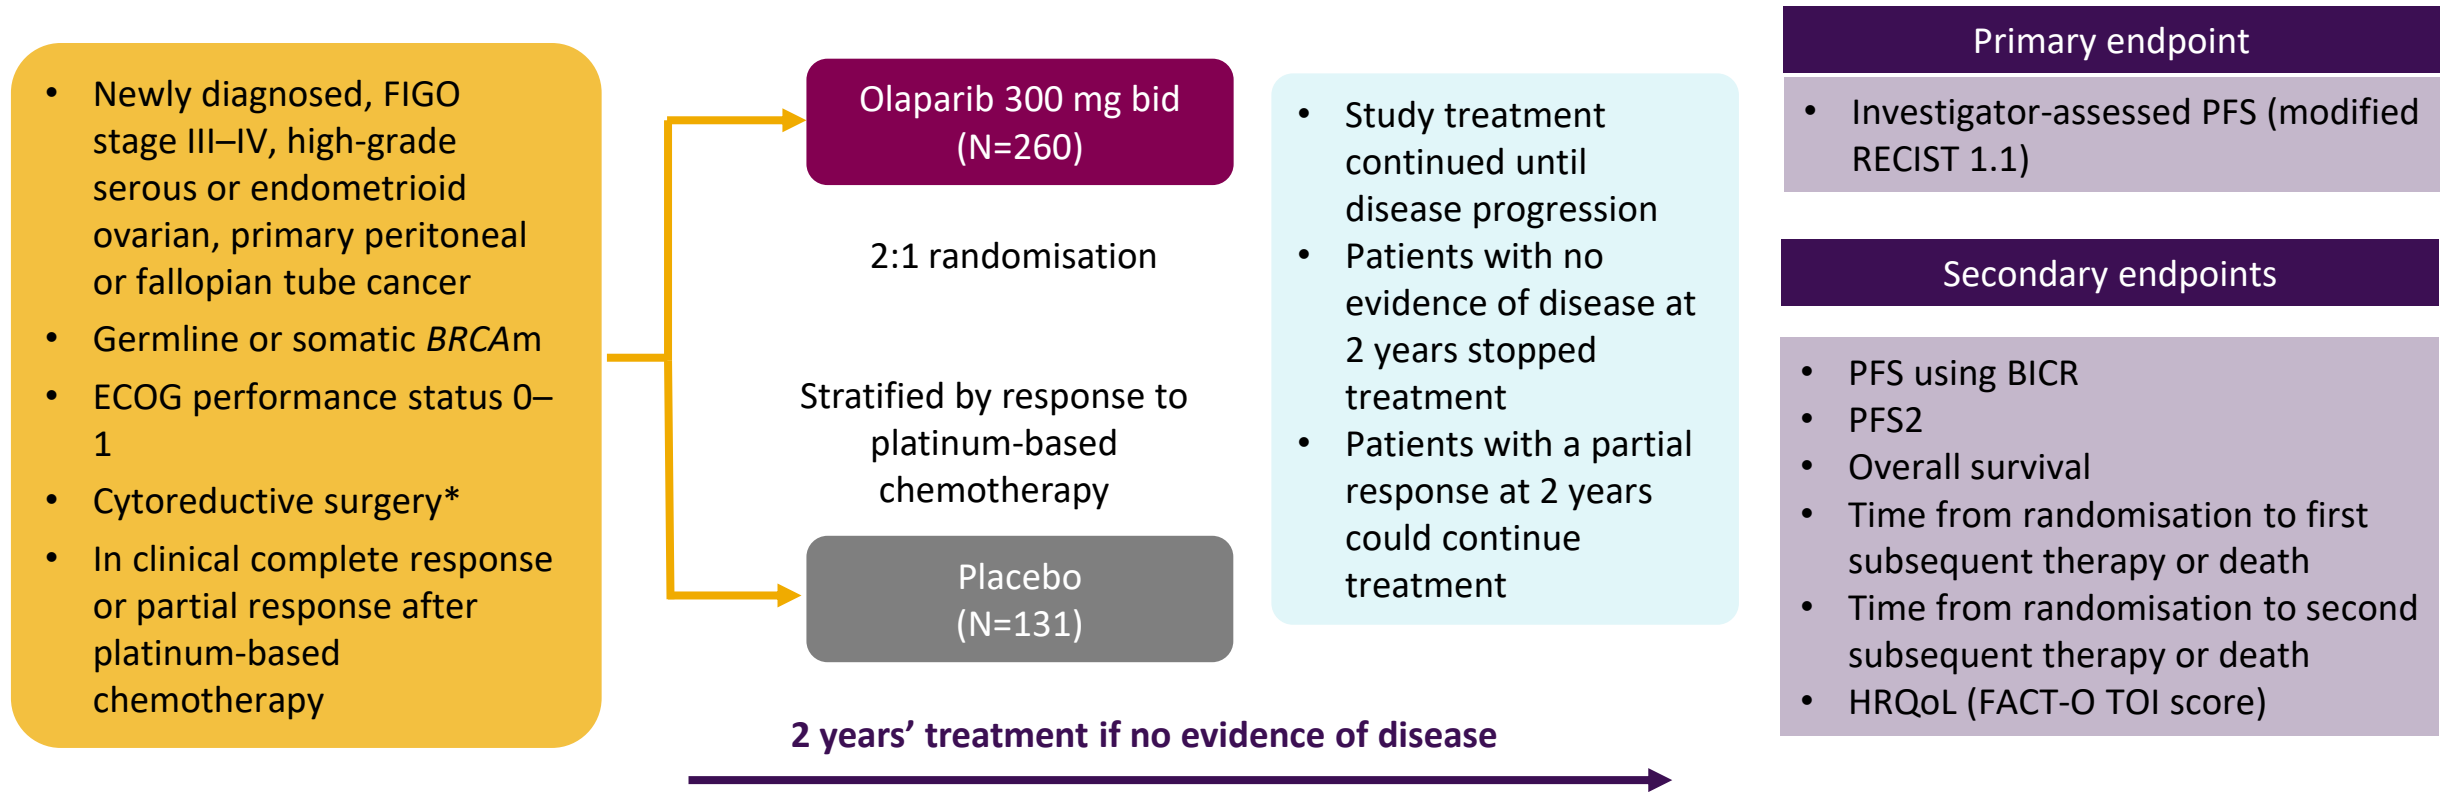 • Newly diagnosed, FIGO
stage III–IV, high-grade
serous or endometrioid
ovarian, primary peritoneal
or fallopian tube cancer
• Germline or somatic BRCAm
• ECOG performance status 0–
1
• Cytoreductive surgery*
• In clinical complete response
or partial response after
platinum-based
chemotherapy
Olaparib 300 mg bid
(N=260)
2:1 randomisation
Stratified by response to
platinum-based
chemotherapy
Placebo
(N=131)
• Study treatment
continued until
disease progression
• Patients with no
evidence of disease at
2 years stopped
treatment
• Patients with a partial
response at 2 years
could continue
treatment
2 years’ treatment if no evidence of disease
Primary endpoint
• Investigator-assessed PFS (modified
RECIST 1.1)
Secondary endpoints
• PFS using BICR
• PFS2
• Overall survival
• Time from randomisation to first
subsequent therapy or death
• Time from randomisation to second
subsequent therapy or death
• HRQoL (FACT-O TOI score)